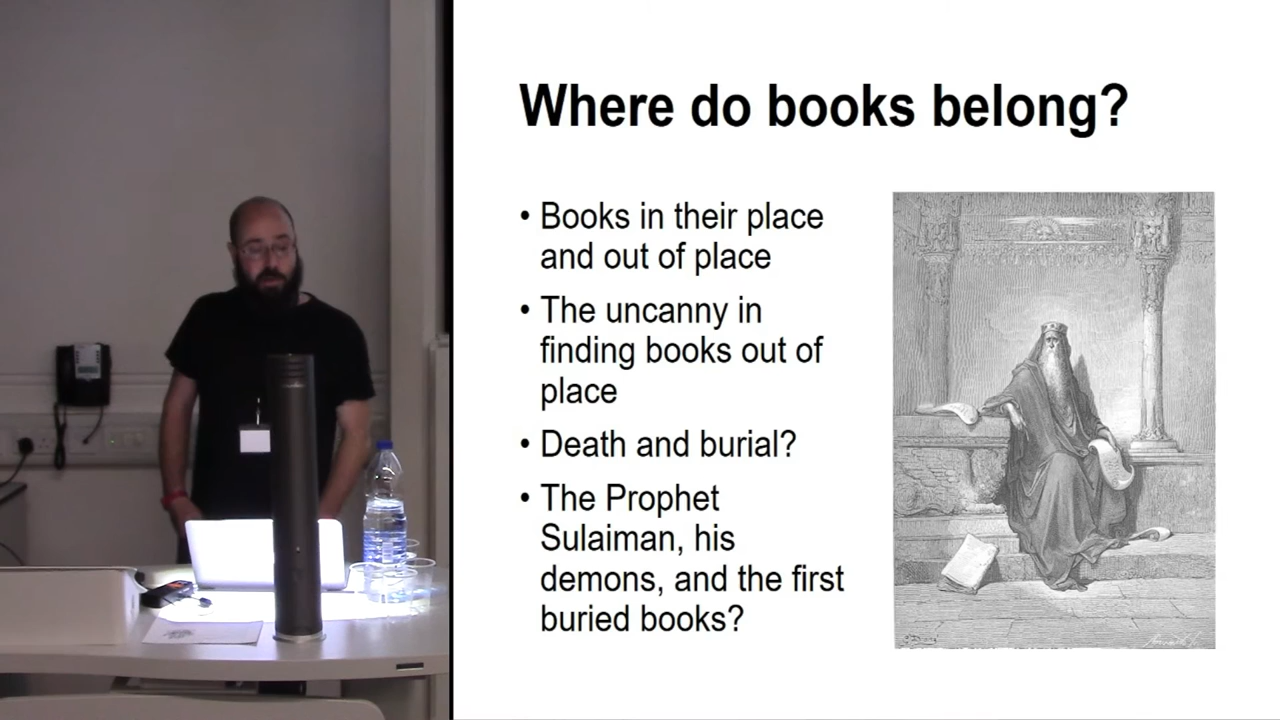 Where do books belong?
• Books in their place
and out of place
• The uncanny in
finding books out of
place
• Death and burial?
• The Prophet
Sulaiman, his
demons, and the first
buried books?